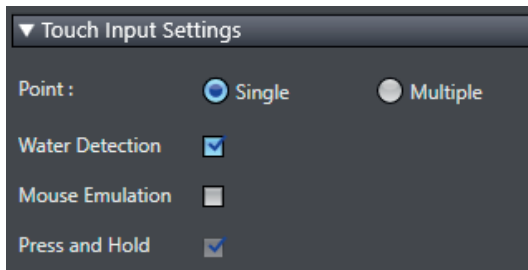 Touch Input Settings
Point : Single Multiple
Water Detection
Mouse Emulation
Press and Hold